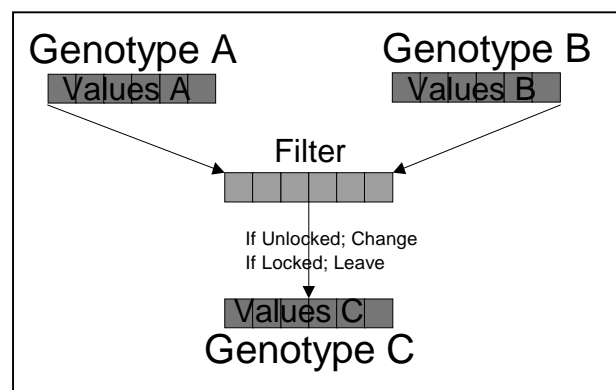 Genotype A
Values A
Genotype B
Values B
Filter
If Unlocked; Change
If Locked; Leave
Values C
Genotype C